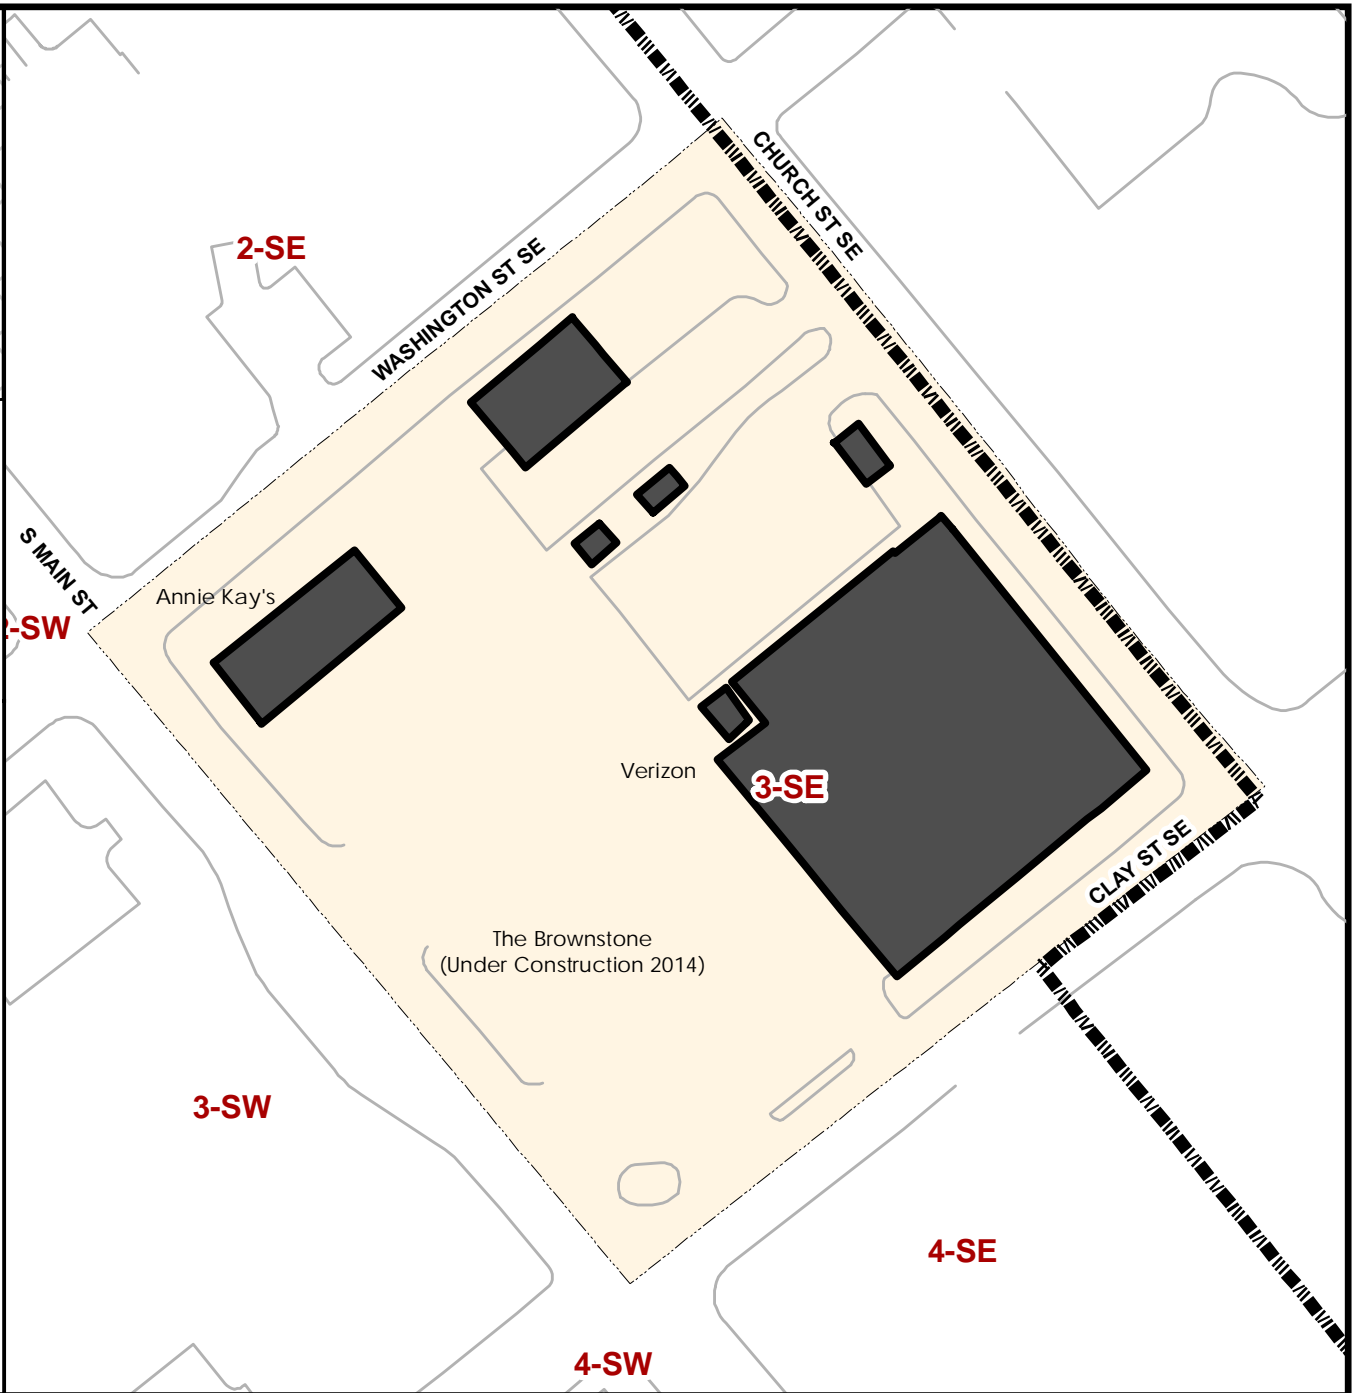 CHURCH ST SE
2-SE
WASHINGTON ST SE
S MAIN ST
Annie Kay's
2-SW
Verizon
3-SE
CLAY ST SE
The Brownstone
(Under Construction 2014)
3-SW
4-SE
4-SW